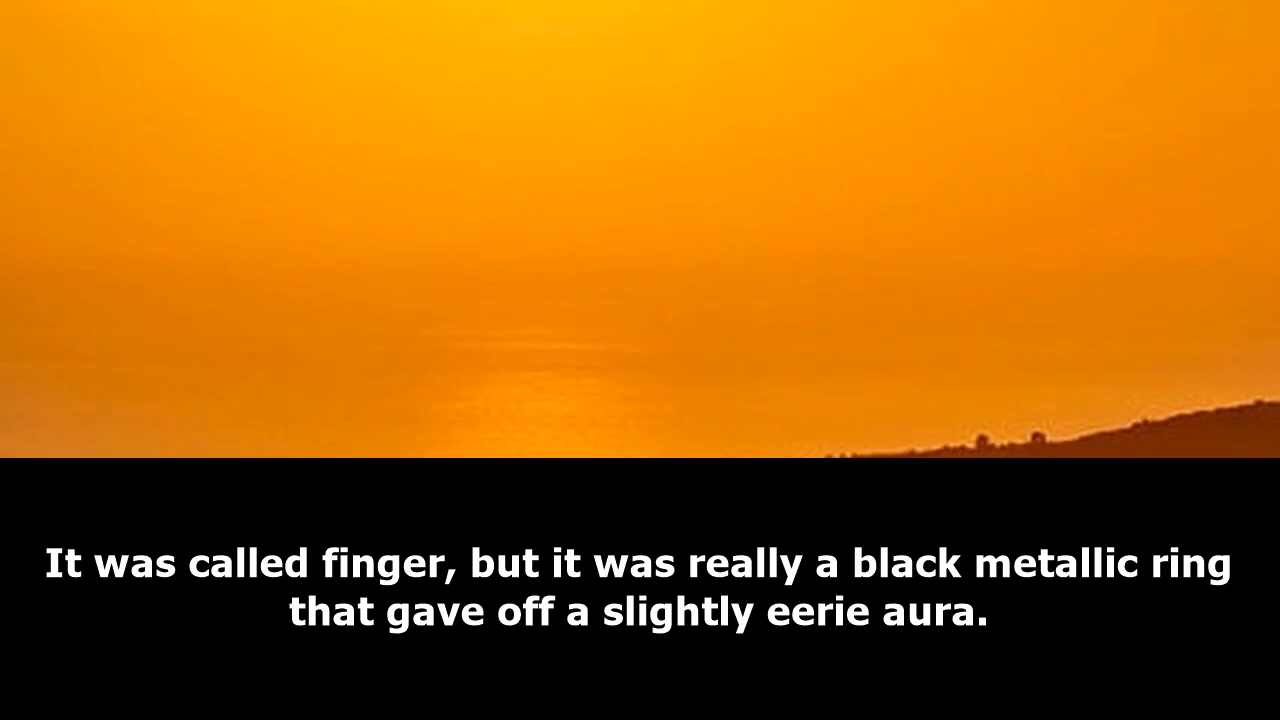 It was called finger, but it was really a black metallic ring
that gave off a slightly eerie aura.